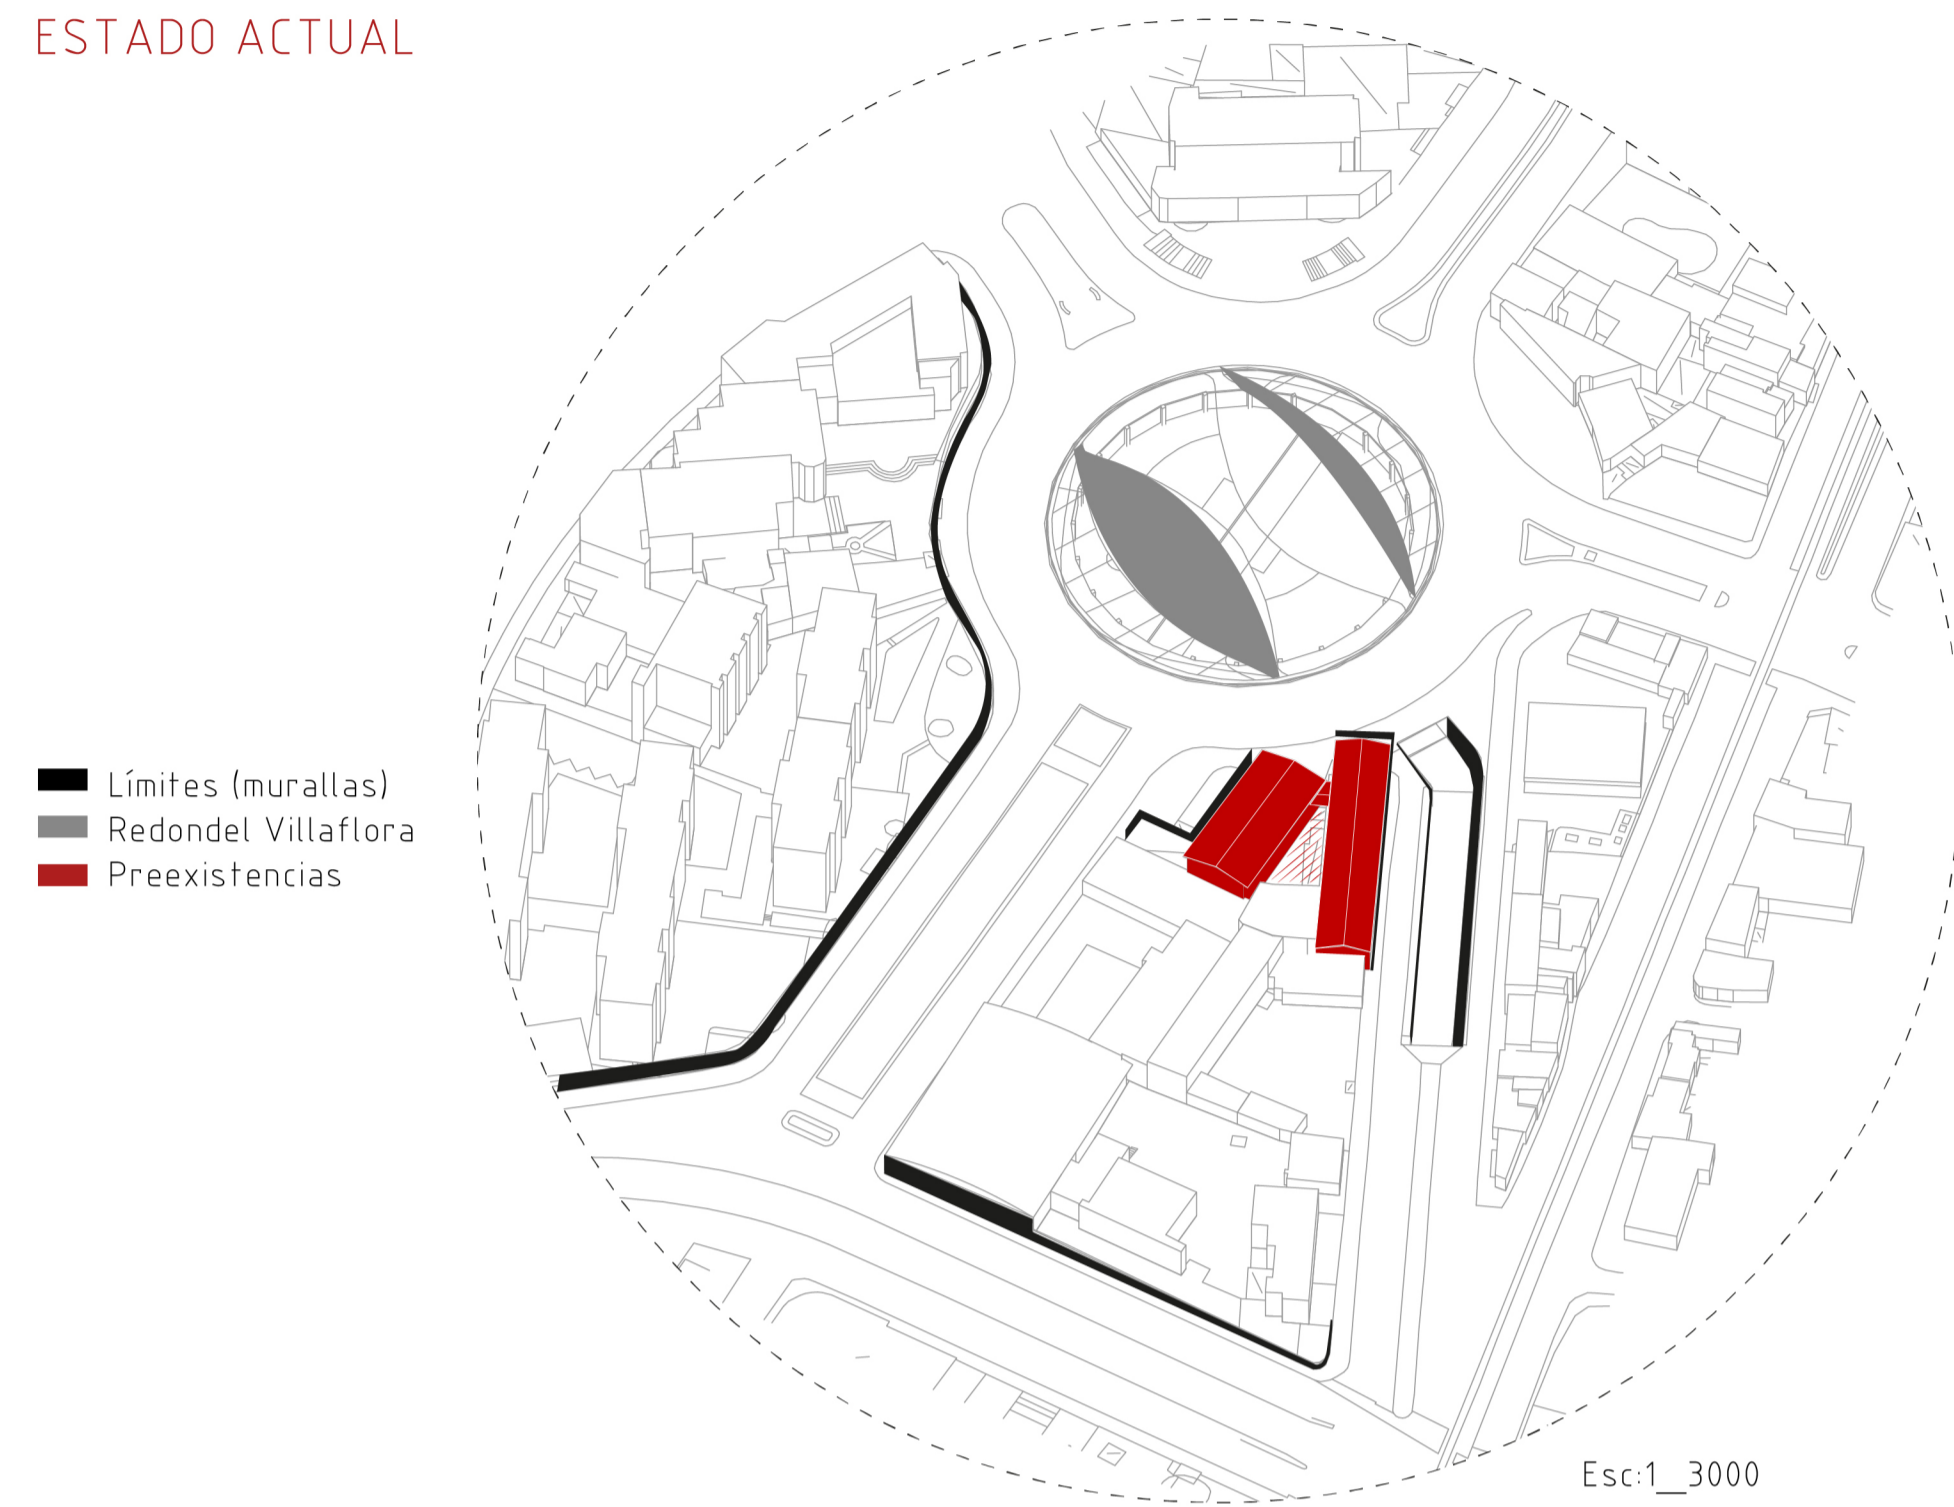 ESTADO ACTUAL
Límites (murallas)
Redondel Villaflora
Preexistencias
Esc:1__3000